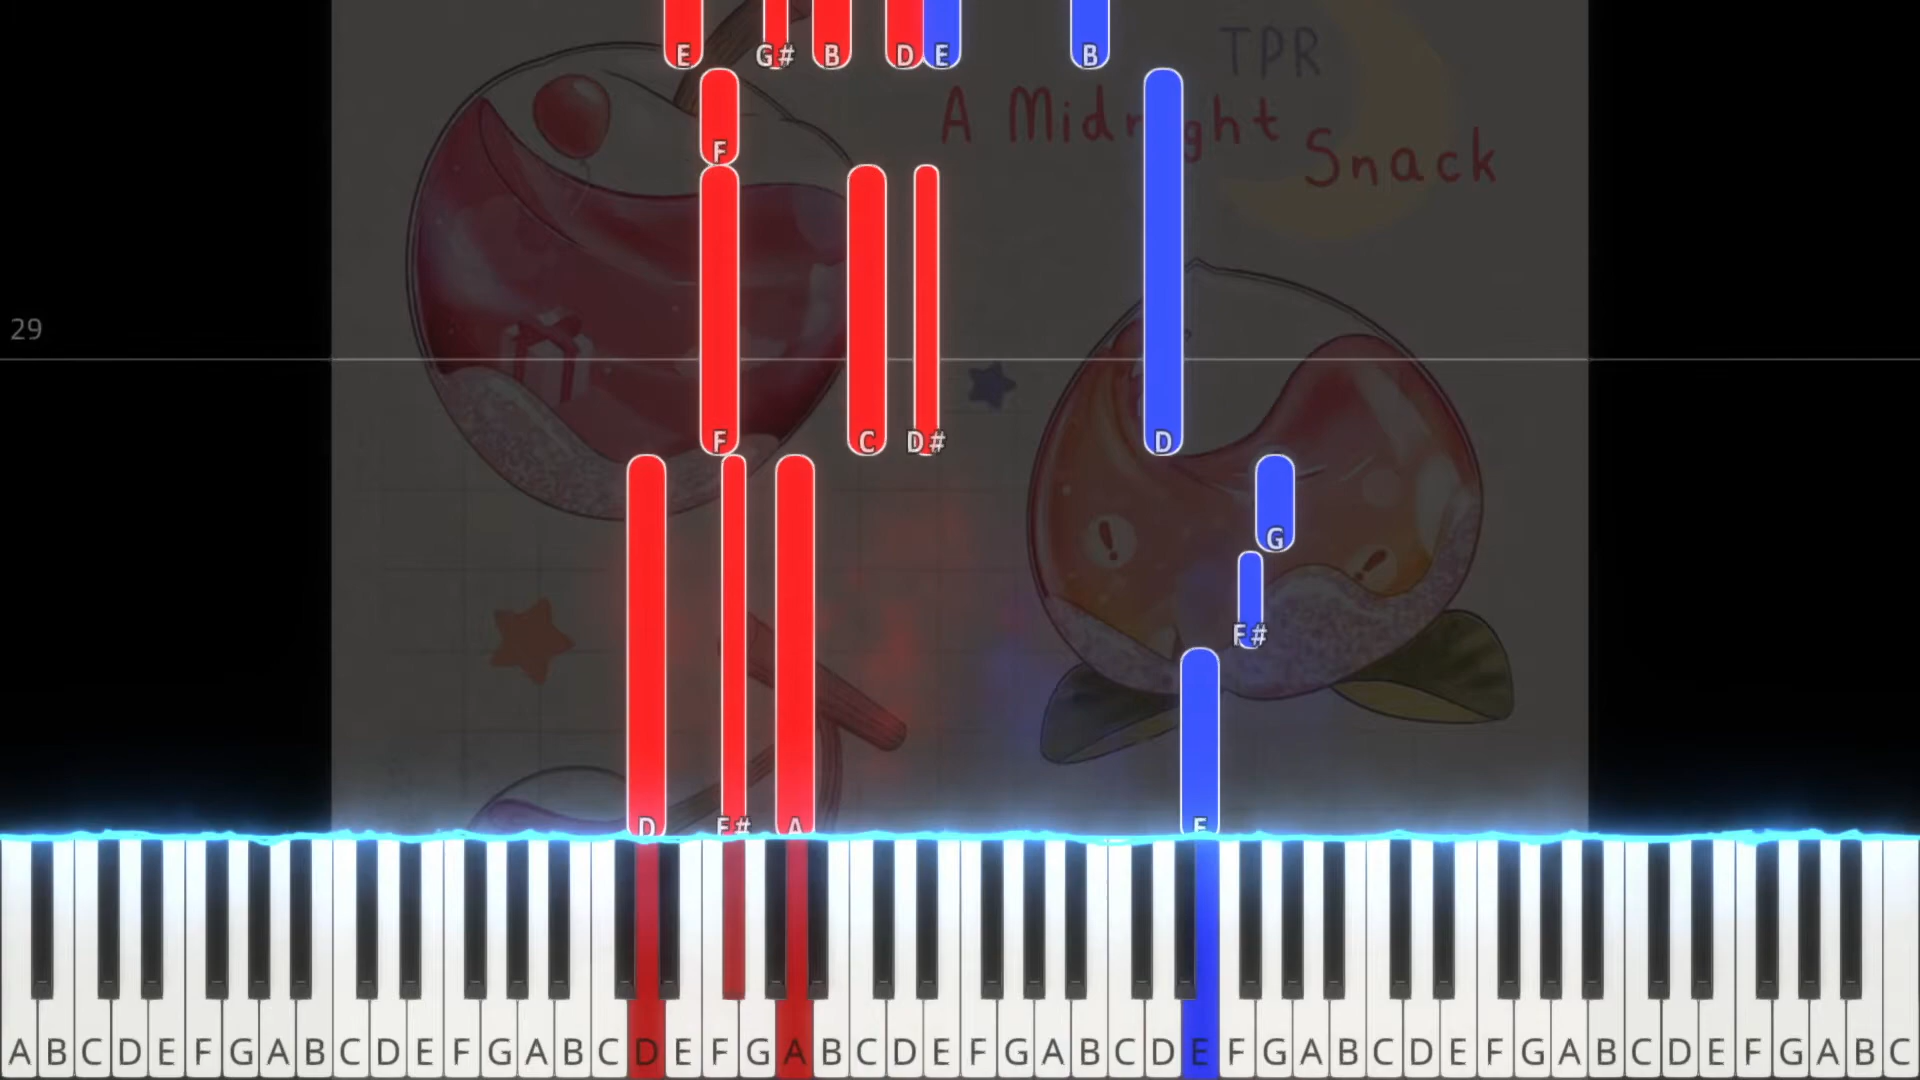 E G# B D E B
TPR
F
A Midnight
Snack
29
F C D# D
G
F#
D F# A E
A B C D E F G A B C D E F G A B C D E F G A B C D E F G A B C D E F G A B C D E F G A B C